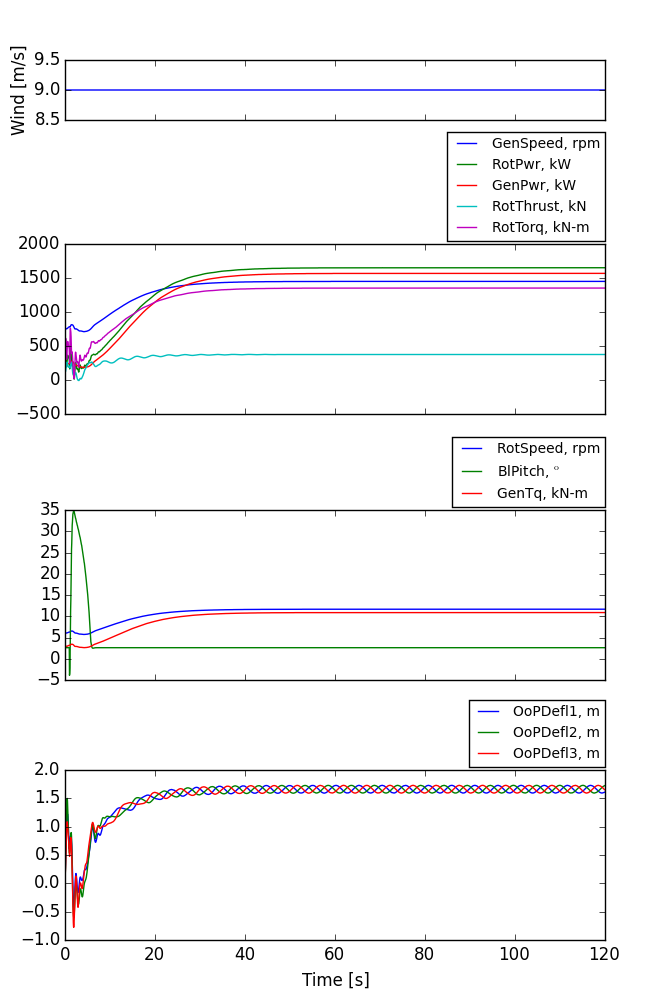 Wind [m/s]
9.5
9.0
8.5
GenSpeed, rpm
RotPwr, kW
GenPwr, kW
RotThrust, kN
RotTorq, kN-m
2000
1500
1000
500
0
−500
RotSpeed, rpm
BlPitch, °
GenTq, kN-m
35
30
25
20
15
10
5
0
−5
OoPDefl1, m
OoPDefl2, m
OoPDefl3, m
2.0
1.5
1.0
0.5
0.0
−0.5
−1.0
0 20 40 60 80 100 120
Time [s]